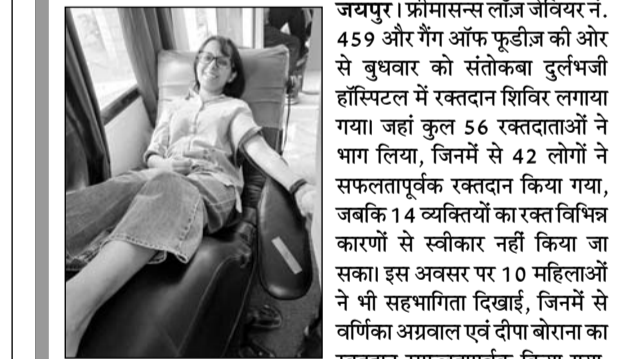 जयपुर। फ्रीमासन्स लॉज़ जेवियर नं.
459 और गैंग ऑफ फूडीज़ की ओर
से बुधवार को संतोकबा दुर्लभजी
हॉस्पिटल में रक्तदान शिविर लगाया
गया। जहां कुल 56 रक्तदाताओं ने
भाग लिया, जिनमें से 42 लोगों ने
सफलतापूर्वक रक्तदान किया गया,
जबकि 14 व्यक्तियों का रक्त विभिन्न
कारणों से स्वीकार नहीं किया जा
सका। इस अवसर पर 10 महिलाओं
ने भी सहभागिता दिखाई, जिनमें से
वर्णिका अग्रवाल एवं दीपा बोराना का